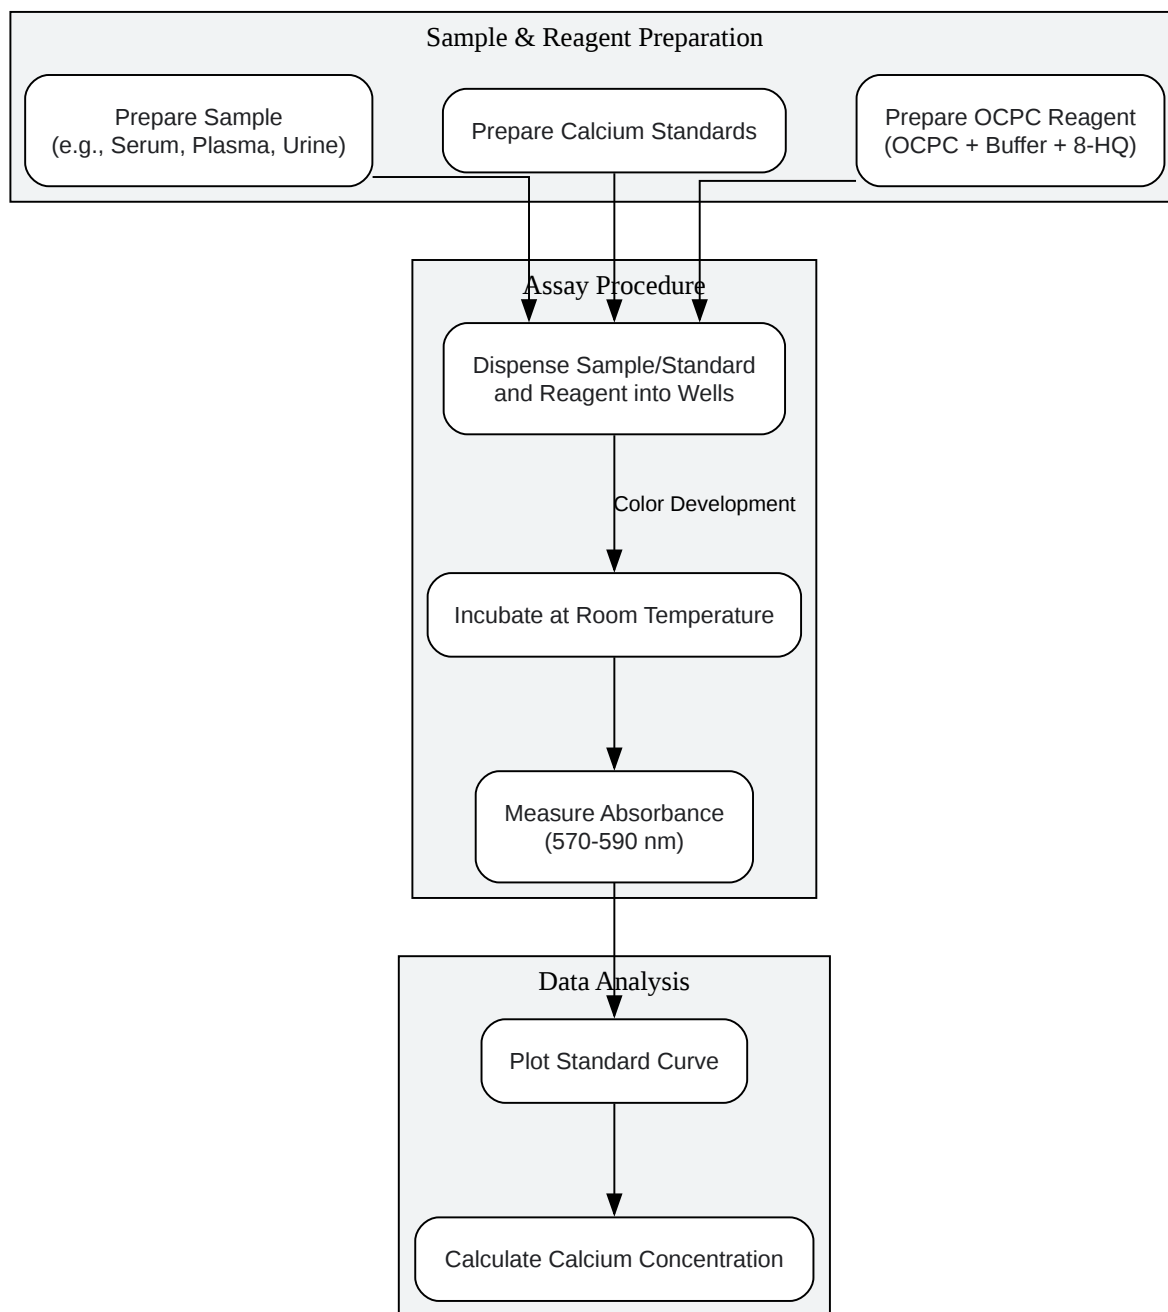 Sample & Reagent Preparation
Prepare Sample
(e.g., Serum, Plasma, Urine)
Prepare Calcium Standards
Prepare OCPC Reagent
(OCPC + Buffer + 8-HQ)
Assay Procedure
Dispense Sample/Standard
and Reagent into Wells
Color Development
Incubate at Room Temperature
Measure Absorbance
(570-590 nm)
Data Analysis
Plot Standard Curve
Calculate Calcium Concentration